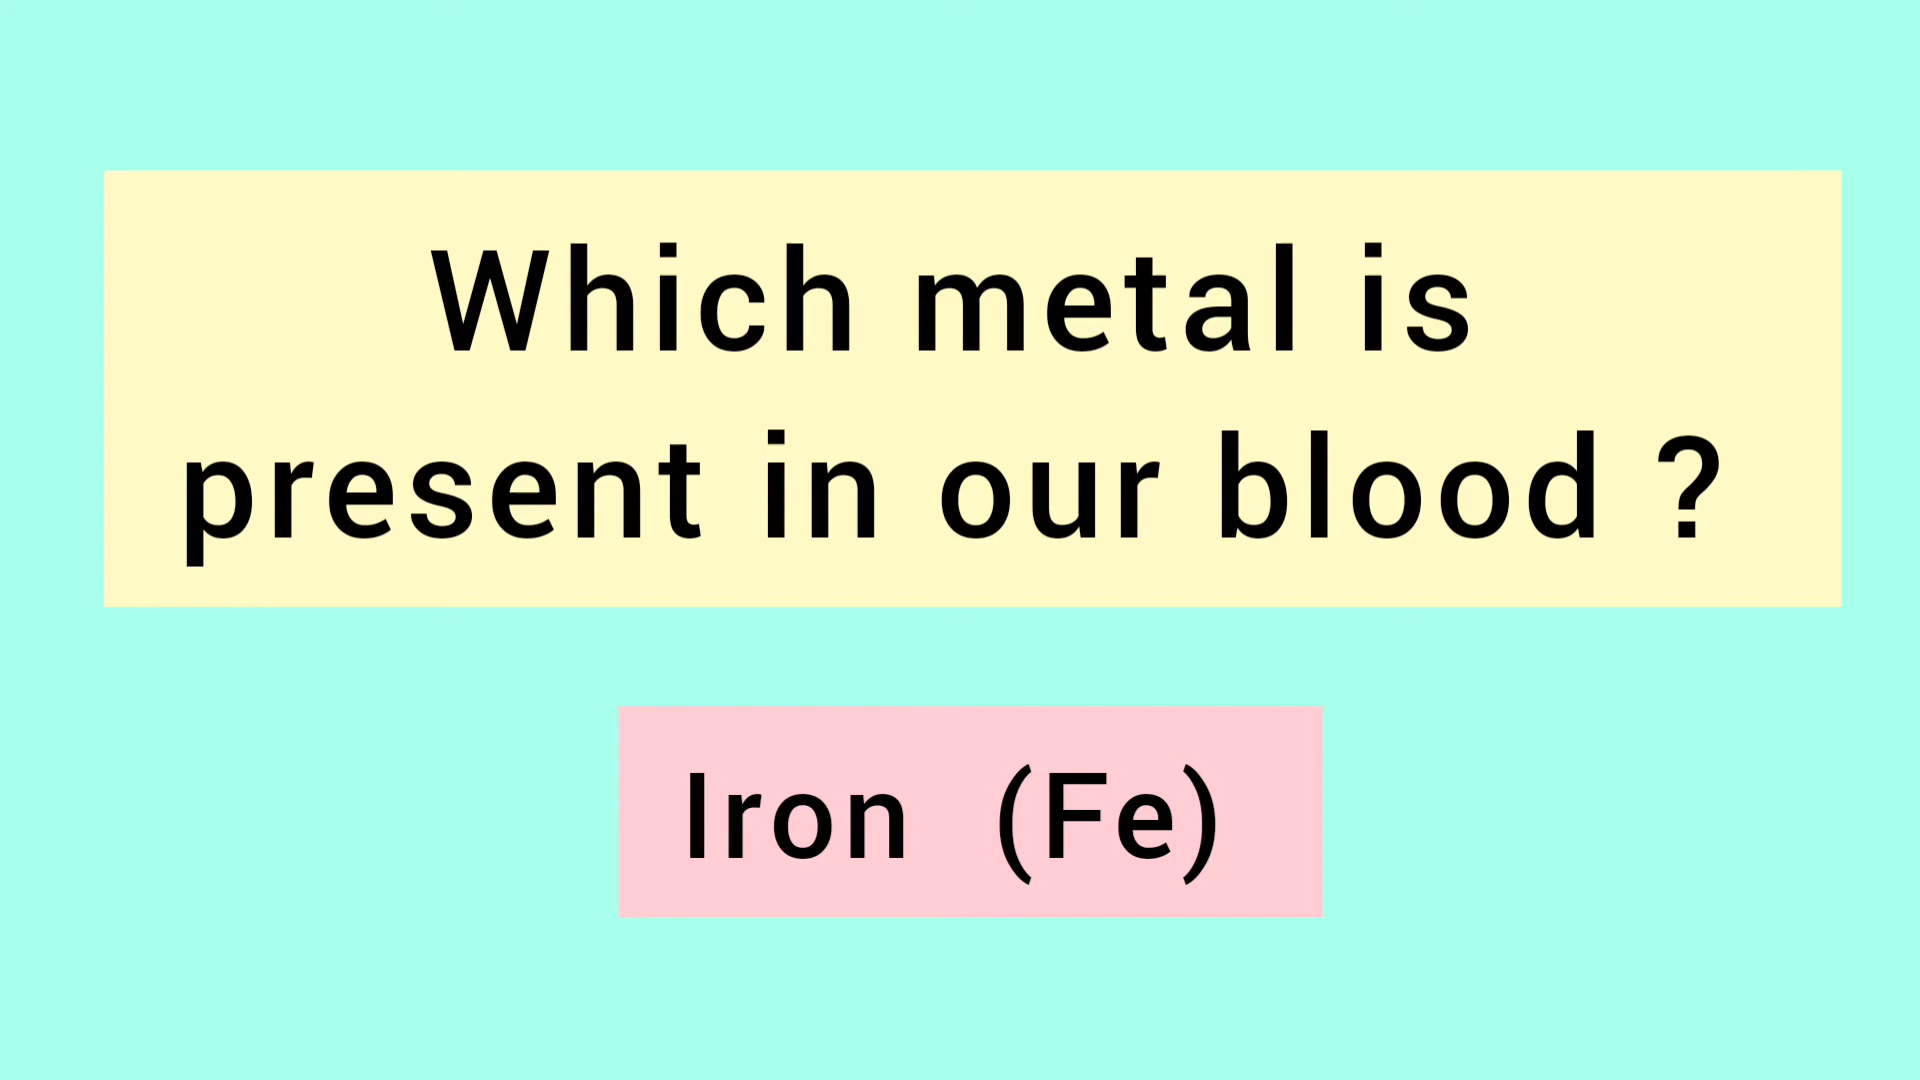 Which metal is
present in our blood ?
Iron (Fe)